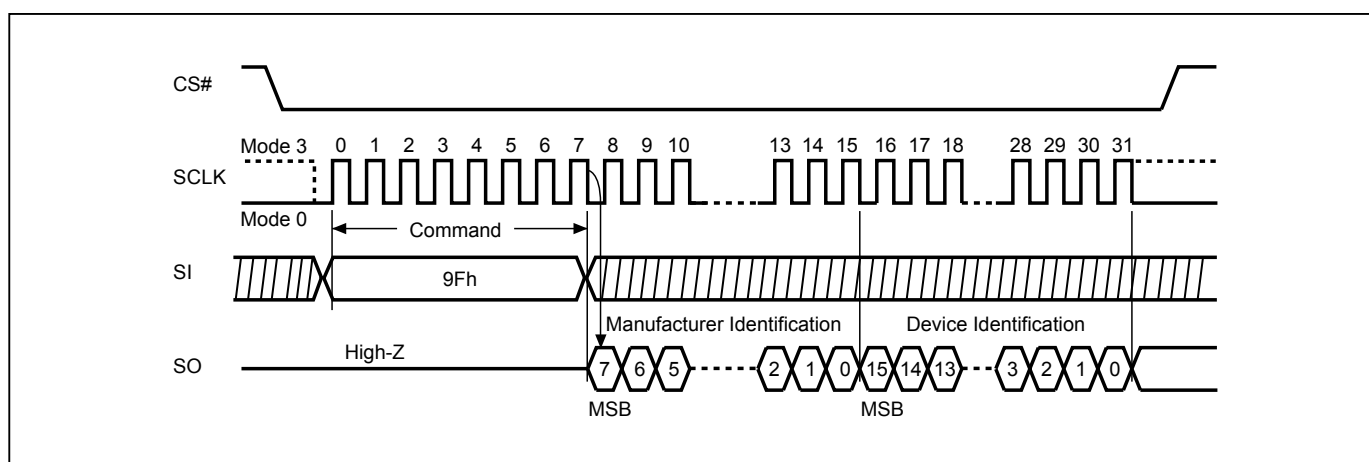 CS#
Mode 3 0 1 2 3 4 5 6 7 8 9 10 13 14 15 16 17 18 28 29 30 31
SCLK
Mode 0
Command
SI
9Fh
Manufacturer Identification Device Identification
High-Z
SO 7 6 5 2 1 0 15 14 13 3 2 1 0
MSB MSB